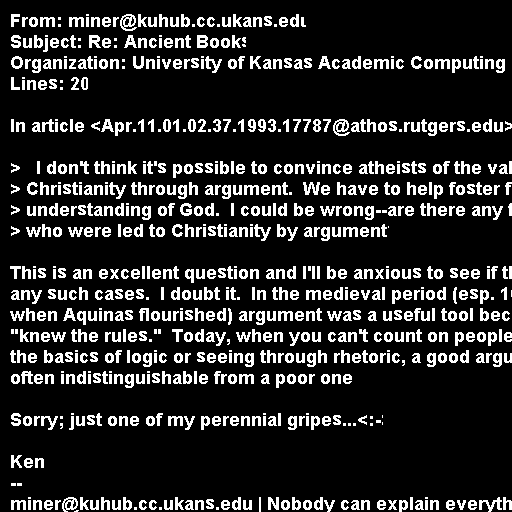 From: miner@kuhub.cc.ukans.edu
Subject: Re: Ancient Books
Organization: University of Kansas Academic Computing
Lines: 20
In article <Apr.11.01.02.37.1993.17787@athos.rutgers.edu>
>   I don't think it's possible to convince atheists of the
> Christianity through argument.  We have to help foster
> understanding of God.  I could be wrong--are there any
> who were led to Christianity by argument
This is an excellent question and I'll be anxious to see if
any such cases.  I doubt it.  In the medieval period (esp.
when Aquinas flourished) argument was a useful tool
"knew the rules."  Today, when you can't count on people
the basics of logic or seeing through rhetoric, a good
often indistinguishable from a poor one
Sorry; just one of my perennial gripes...<:-
Ken
--
miner@kuhub.cc.ukans.edu | Nobody can explain